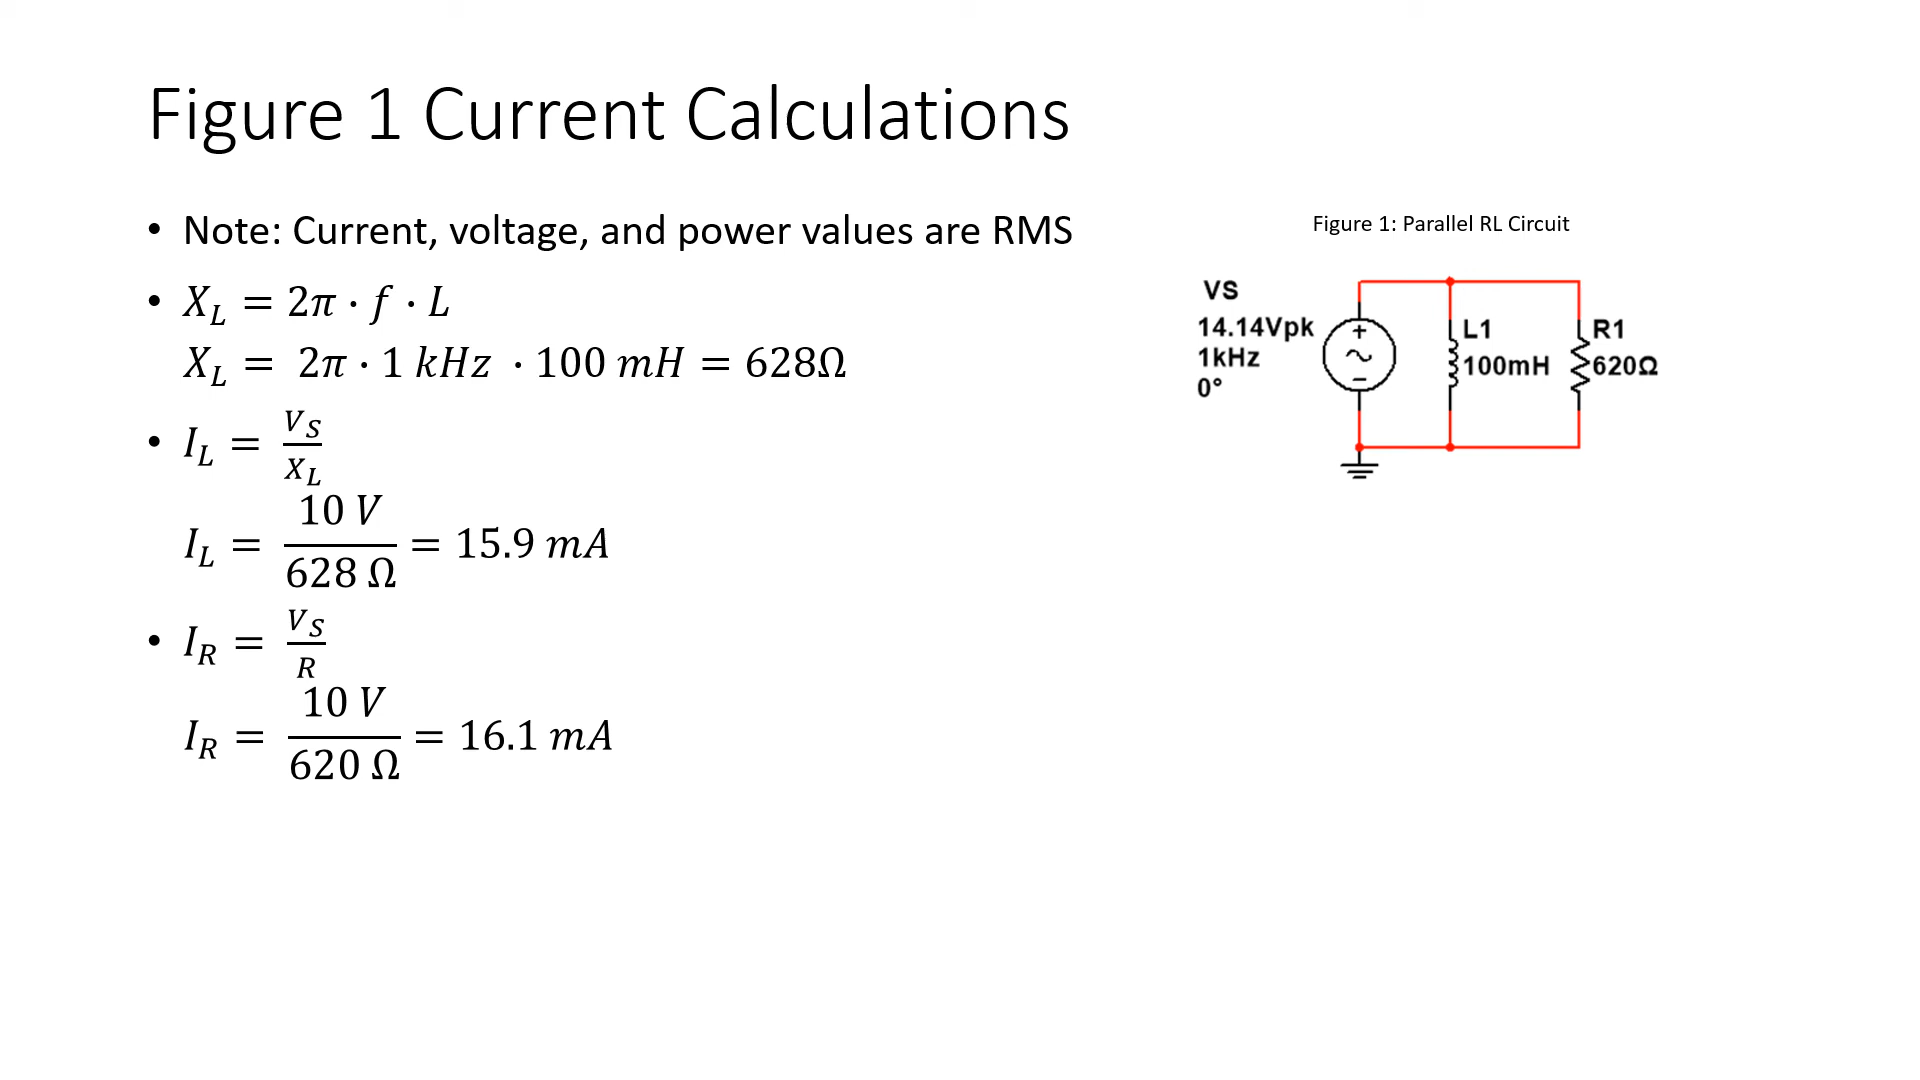 Figure 1 Current Calculations
• Note: Current, voltage, and power values are RMS
• X_L = 2π · f · L
X_L = 2π · 1 kHz · 100 mH = 628Ω
• I_L = V_S/X_L
I_L = 10 V/628 Ω = 15.9 mA
• I_R = V_S/R
I_R = 10 V/620 Ω = 16.1 mA
Figure 1: Parallel RL Circuit
VS
14.14Vpk
1kHz
0°
+
~
−
L1
100mH
R1
620Ω